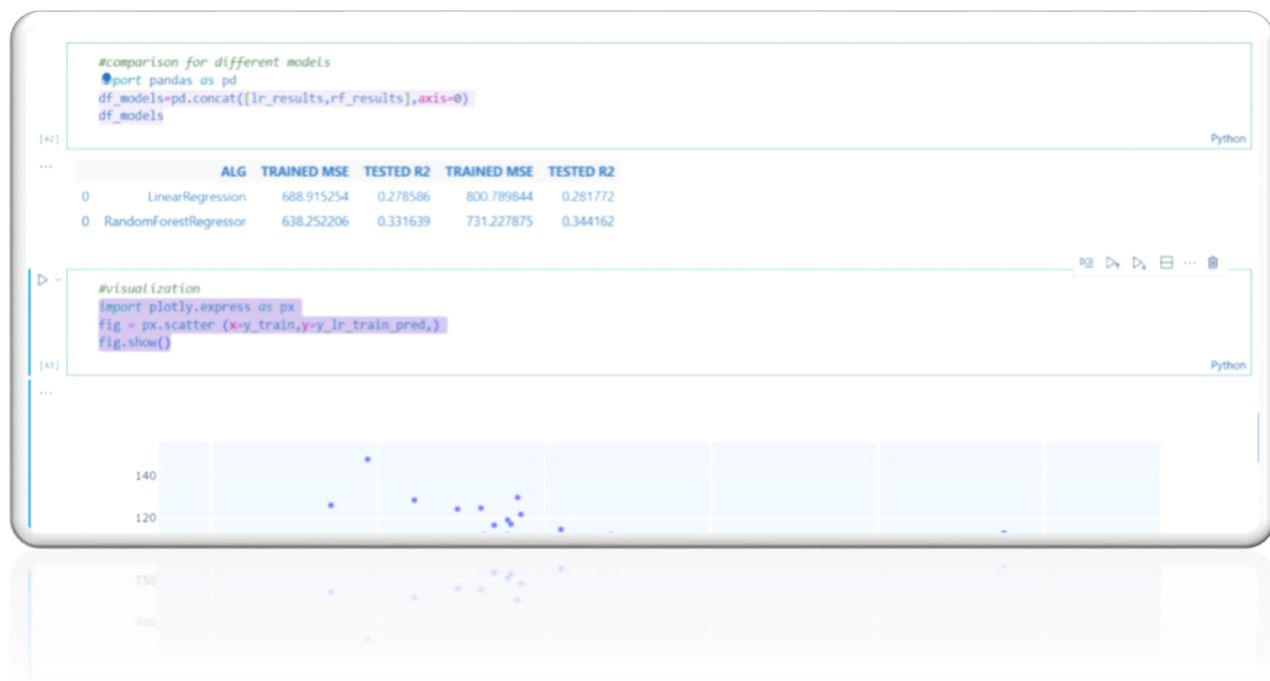 #comparison for different models
port pandas as pd
df_models=pd.concat([lr_results,rf_results],axis=0)
df_models
[42]
Python
...
ALG TRAINED MSE TESTED R2 TRAINED MSE TESTED R2
0 LinearRegression 688.915254 0.278586 800.789844 0.281772
0 RandomForestRegressor 638.252206 0.331639 731.227875 0.344162
...
#visualization
import plotly.express as px
fig = px.scatter (x=y_train,y=y_lr_train_pred,)
fig.show()
[43]
Python
...
140
120